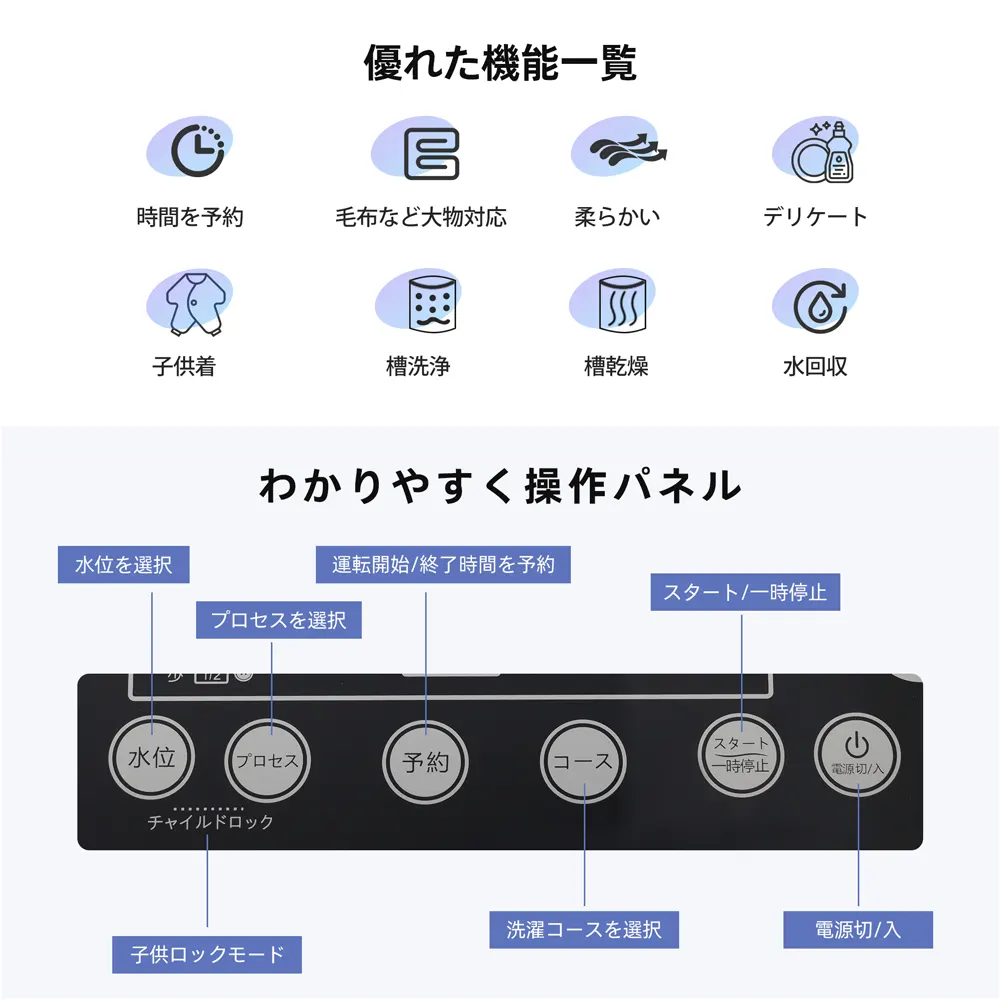 優れた機能一覧
時間を予約
毛布など大物対応
柔らかい
デリケート
子供着
槽洗浄
槽乾燥
水回収
わかりやすく操作パネル
水位を選択
運転開始/終了時間を予約
スタート/一時停止
プロセスを選択
1/2
水位
プロセス
予約
コース
スタート
一時停止
電源切/入
チャイルドロック
洗濯コースを選択
電源切/入
子供ロックモード